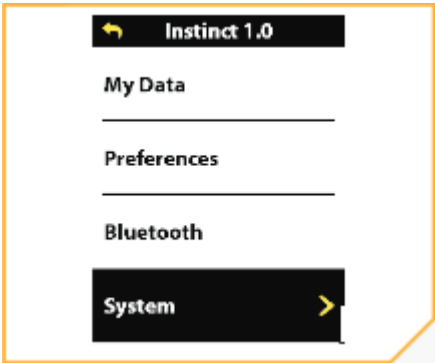 Instinct 1.0
My Data
Preferences
Bluetooth
System